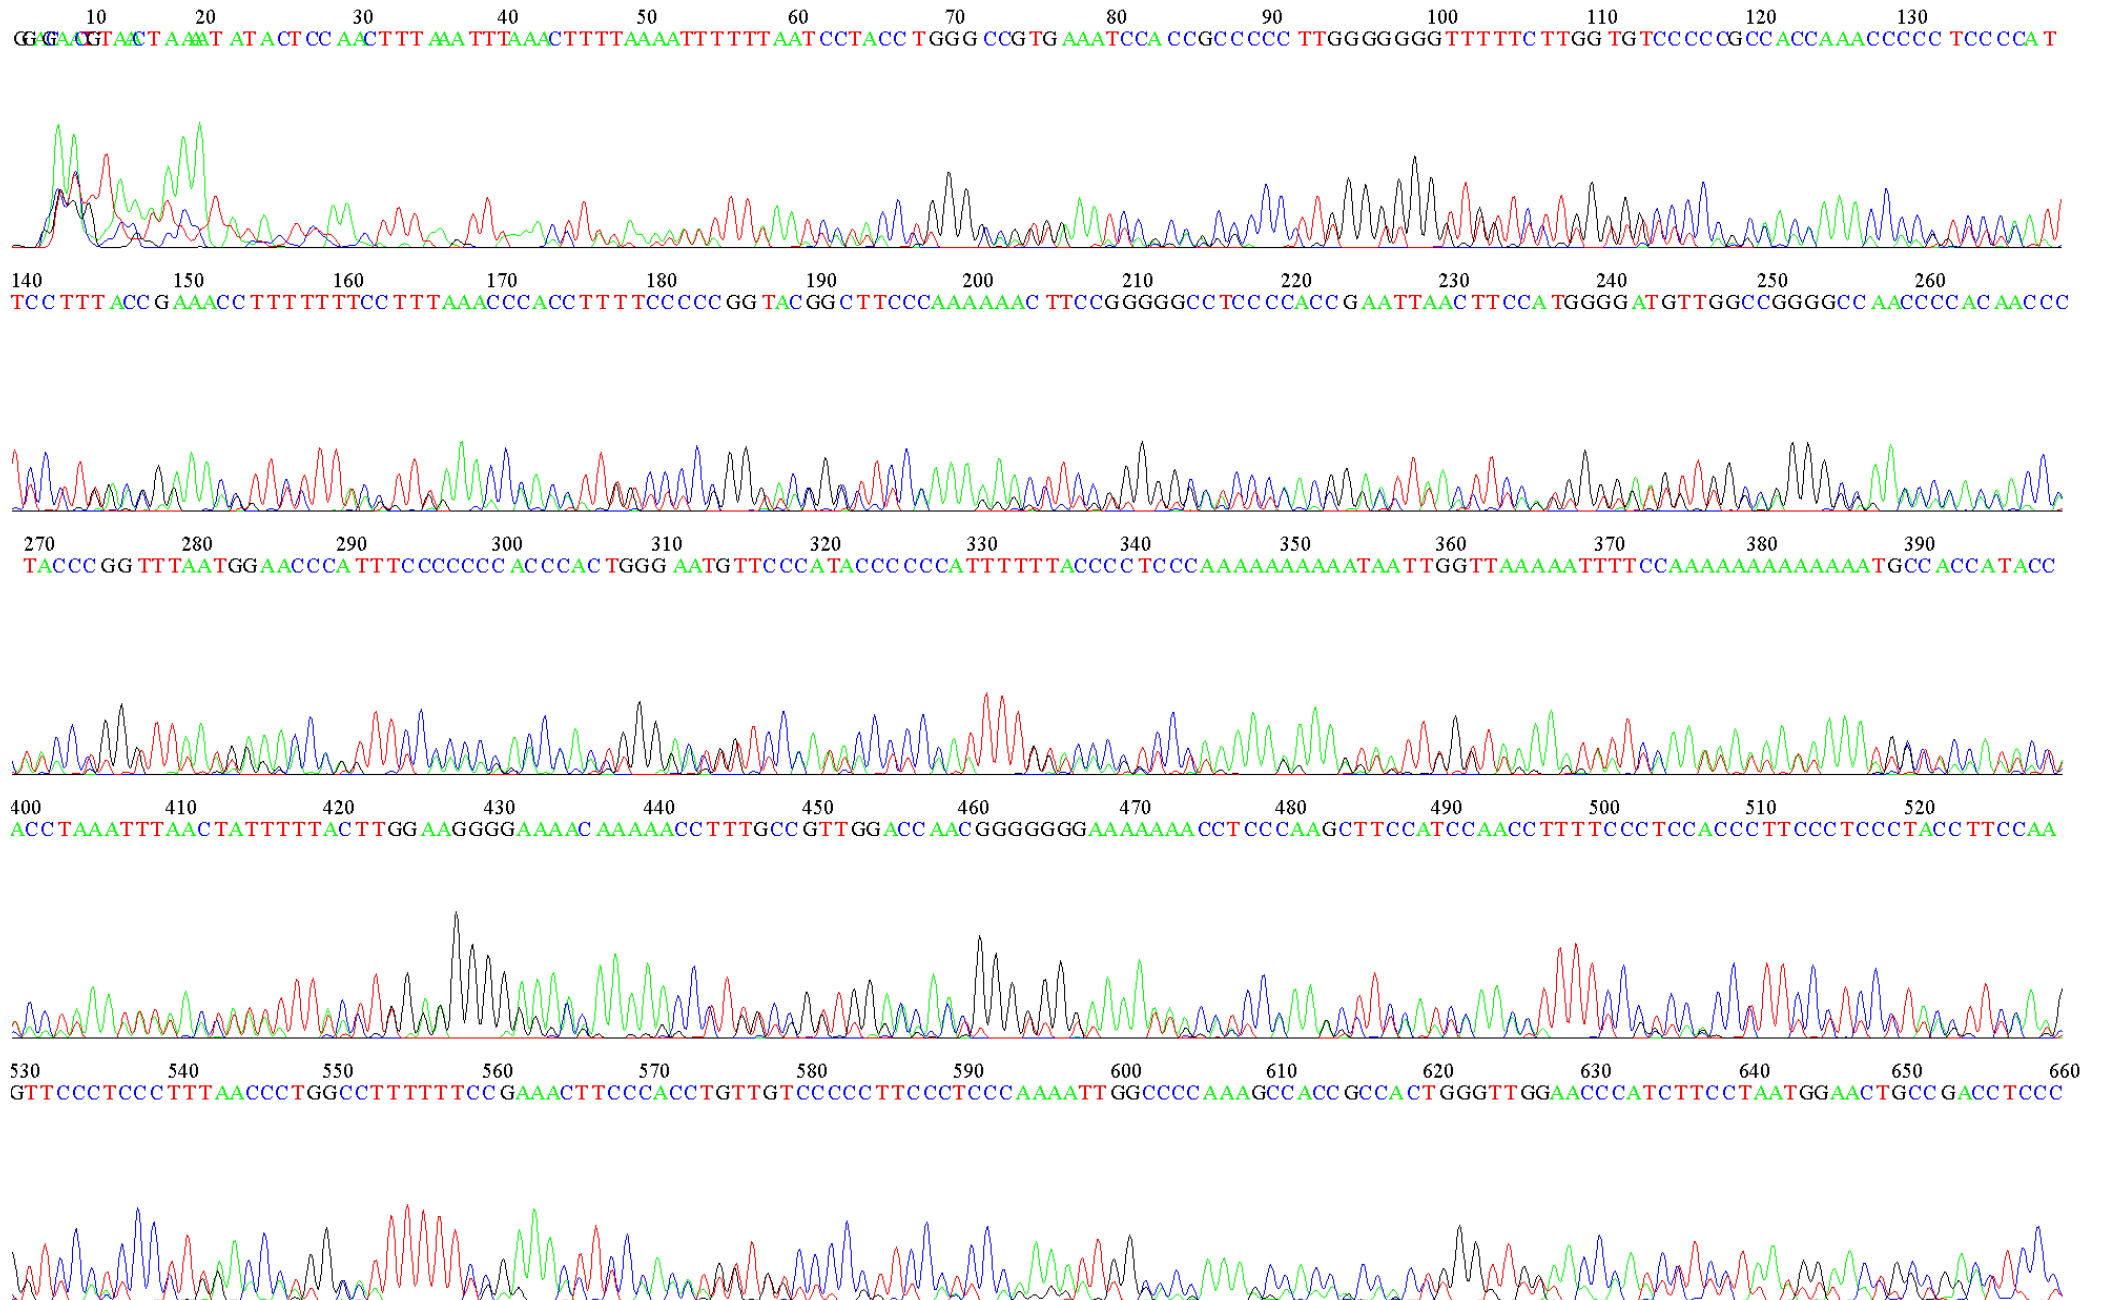 10 20 30 40 50 60 70 80 90 100 110 120 130
TAACTAAAATATACTCCAACTTTAAATTTAAACTTTTAAAATTTTTTAATCCTACCTGGGCCGTGAAATCCACCGCCCCCTTGGGGGGGTTTTTCTTGGTGTCCCCCGCCACCAAACCCCCTCCCCAT
140 150 160 170 180 190 200 210 220 230 240 250 260
TCCTTTACCGAAACCTTTTTTTCCTTTAAACCCACCTTTTCCCCCGGTACGGCTTCCCAAAAAACTTCCGGGGGCCTCCCCACCGAATTAACTTCCATGGGGATGTTGGCCGGGGCCAACCCCACAACCC
270 280 290 300 310 320 330 340 350 360 370 380 390
TACCCGGTTTAATGGAACCCATTTCCCCCCCACCCACTGGGAATGTTCCCATACCCCCCATTTTTTACCCCTCCCAAAAAAAAAATAATTGGTTAAAAATTTTCCAAAAAAAAAAAAATGCCACCATACC
400 410 420 430 440 450 460 470 480 490 500 510 520
ACCTAAATTTAACTATTTTTACTTGGAAGGGGAAAACAAAAACCTTTGCCGTTGGACCAACGGGGGGGAAAAAAACCTCCCAAGCTTCCATCCAACCTTTTCCCTCCACCCTTCCCTCCCTACCTTCCAA
530 540 550 560 570 580 590 600 610 620 630 640 650 660
GTTCCCTCCCTTTAACCCTGGCCTTTTTTCCGAAACTTCCCACCTGTTGTCCCCCTTCCCTCCCAAAATTGGCCCCAAAGCCACCGCCACTGGGTTGGAACCCATCTTCCTAATGGAACTGCCGACCTCCC